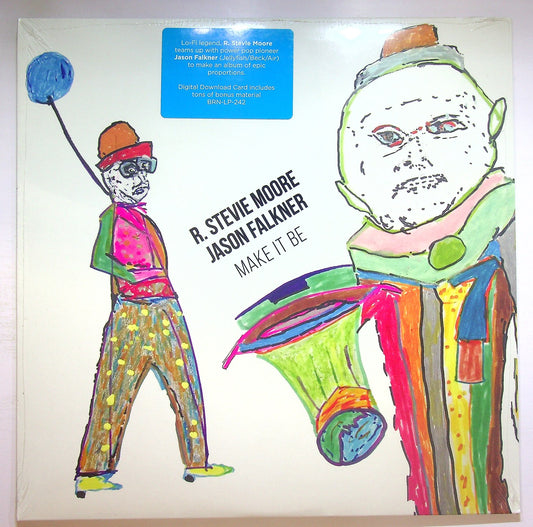 Lo-Fi legend, R. Stevie Moore
teams up with power pop pioneer
Jason Falkner (Jellyfish/Beck/Air)
to make an album of epic
proportions.
Digital Download Card includes
tons of bonus material
BRN-LP-242
R. STEVIE MOORE
JASON FALKNER
MAKE IT BE